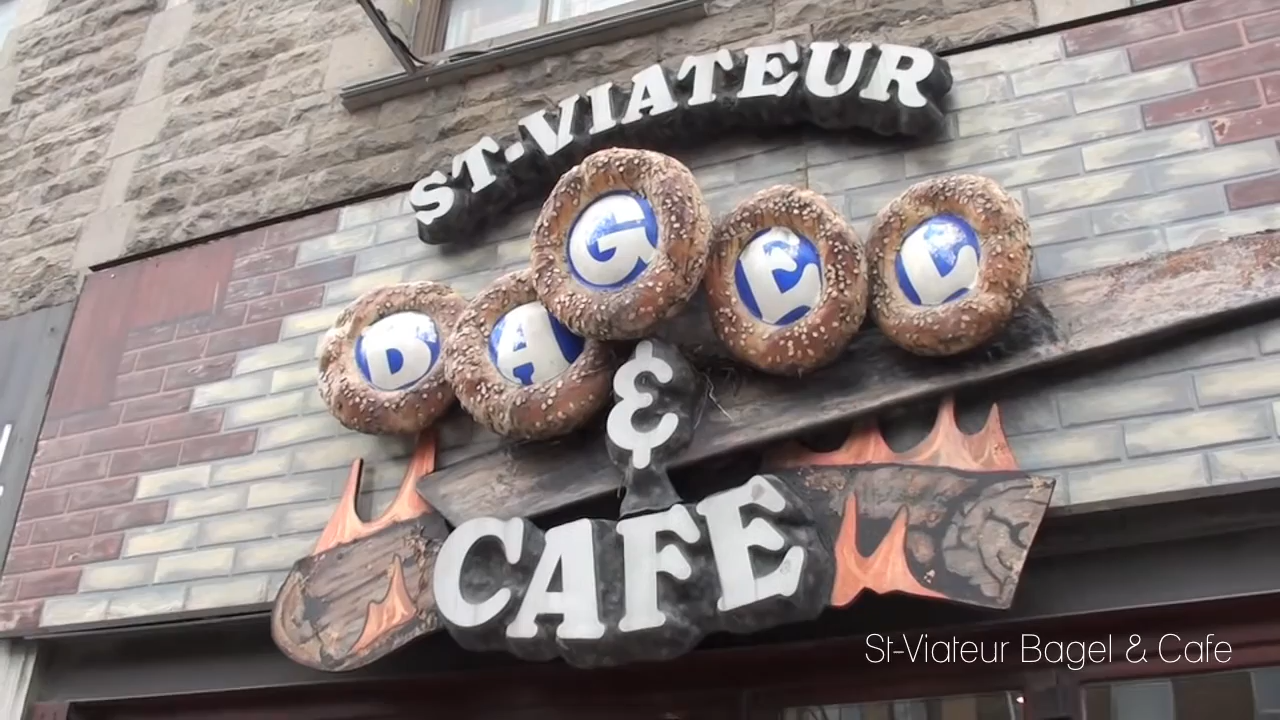 ST-VIATEUR
BAGEL
&
CAFE
St-Viateur Bagel & Cafe